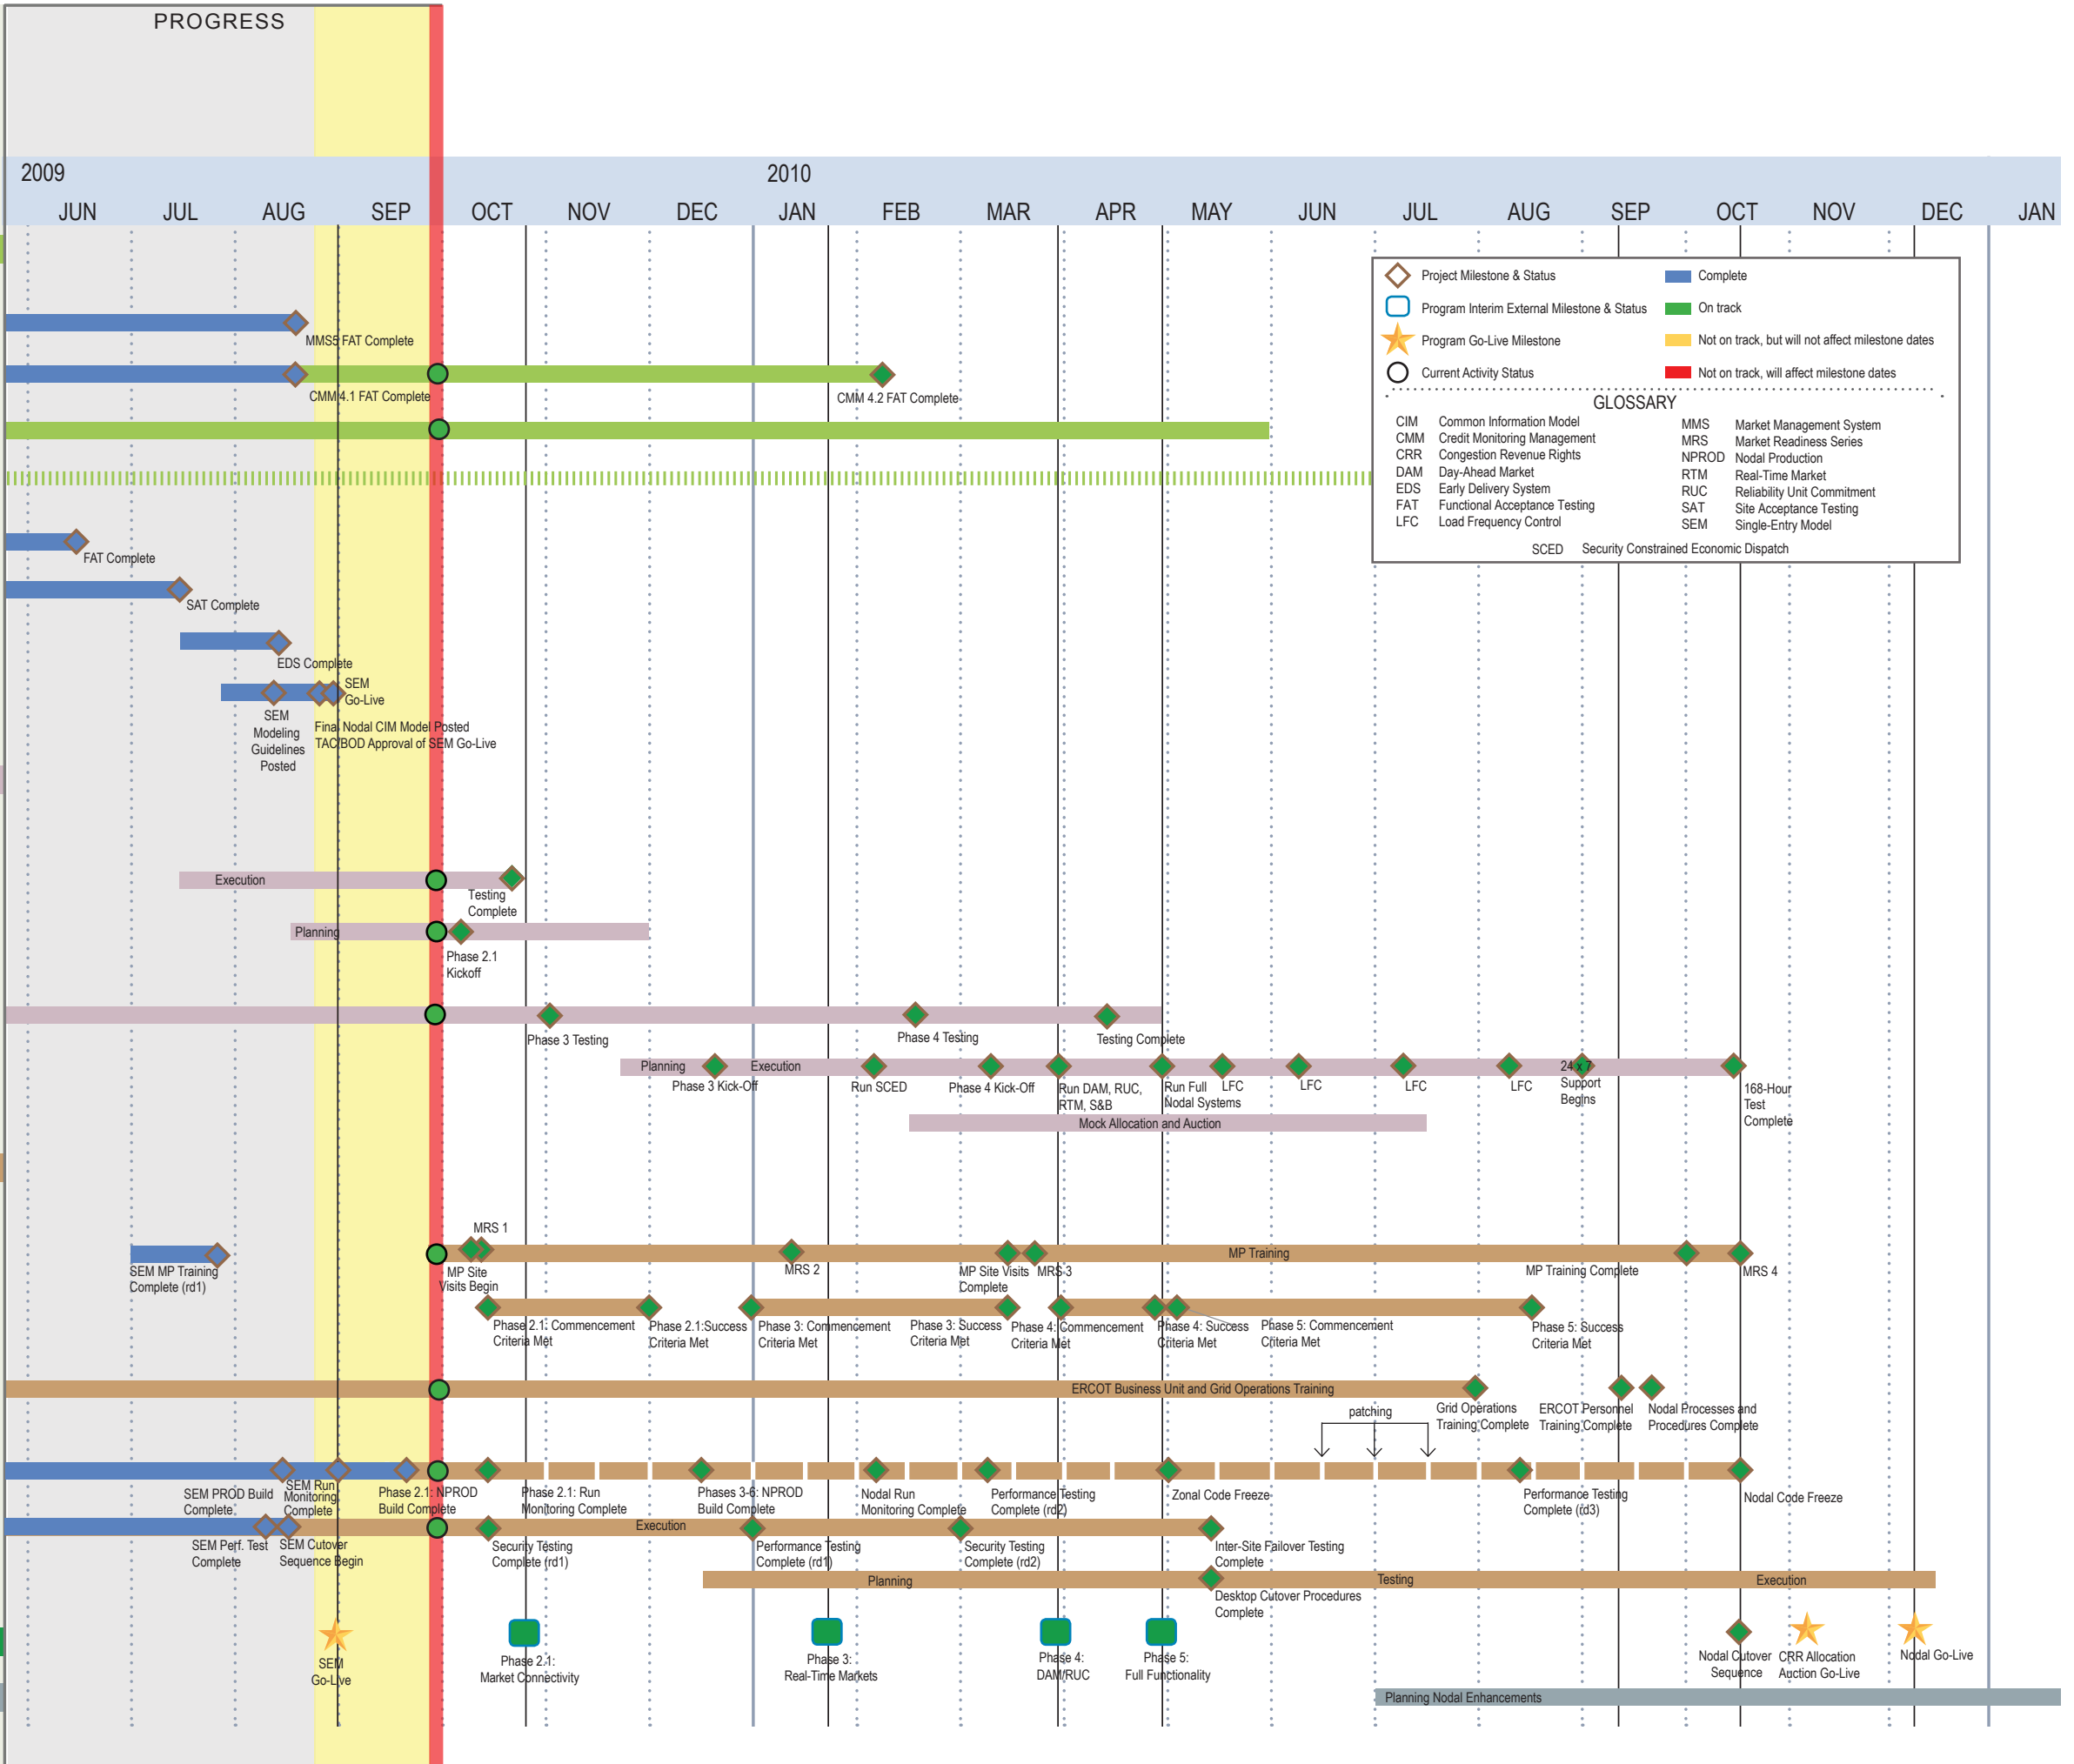 PROGRESS
2009
2010
JUN JUL AUG SEP OCT NOV DEC JAN FEB MAR APR MAY JUN JUL AUG SEP OCT NOV DEC JAN
Project Milestone & Status
Complete
Program Interim External Milestone & Status
On track
Program Go-Live Milestone
Not on track, but will not affect milestone dates
Current Activity Status
Not on track, will affect milestone dates
GLOSSARY
CIM Common Information Model
CMM Credit Monitoring Management
CRR Congestion Revenue Rights
DAM Day-Ahead Market
EDS Early Delivery System
FAT Functional Acceptance Testing
LFC Load Frequency Control
MMS Market Management System
MRS Market Readiness Series
NPROD Nodal Production
RTM Real-Time Market
RUC Reliability Unit Commitment
SAT Site Acceptance Testing
SEM Single-Entry Model
SCED Security Constrained Economic Dispatch
MMS5 FAT Complete
CMM 4.1 FAT Complete
CMM 4.2 FAT Complete
FAT Complete
SAT Complete
EDS Complete
SEM
Go-Live
SEM
Modeling
Guidelines
Posted
Final Nodal CIM Model Posted
TAC/BOD Approval of SEM Go-Live
Execution
Testing
Complete
Planning
Phase 2.1
Kickoff
Phase 3 Testing
Phase 4 Testing
Testing Complete
Planning
Phase 3 Kick-Off
Execution
Run SCED
Phase 4 Kick-Off
Run DAM, RUC,
RTM, S&B
Run Full
Nodal Systems
LFC
LFC
LFC
LFC
24 x 7
Support
Begins
168-Hour
Test
Complete
Mock Allocation and Auction
SEM MP Training
Complete (rd1)
MRS 1
MP Site
Visits Begin
MRS 2
MP Site Visits
Complete
MRS 3
MP Training
MP Training Complete
MRS 4
Phase 2.1: Commencement
Criteria Met
Phase 2.1:Success
Criteria Met
Phase 3: Commencement
Criteria Met
Phase 3: Success
Criteria Met
Phase 4: Commencement
Criteria Met
Phase 4: Success
Criteria Met
Phase 5: Commencement
Criteria Met
Phase 5: Success
Criteria Met
ERCOT Business Unit and Grid Operations Training
Grid Operations
Training Complete
ERCOT Personnel
Training Complete
Nodal Processes and
Procedures Complete
patching
SEM PROD Build
Complete
SEM Run
Monitoring
Complete
Phase 2.1: NPROD
Build Complete
Phase 2.1: Run
Monitoring Complete
Phases 3-6: NPROD
Build Complete
Nodal Run
Monitoring Complete
Performance Testing
Complete (rd2)
Zonal Code Freeze
Performance Testing
Complete (rd3)
Nodal Code Freeze
SEM Perf. Test
Complete
SEM Cutover
Sequence Begin
Security Testing
Complete (rd1)
Execution
Performance Testing
Complete (rd1)
Security Testing
Complete (rd2)
Inter-Site Failover Testing
Complete
Planning
Desktop Cutover Procedures
Complete
Testing
Execution
SEM
Go-Live
Phase 2.1:
Market Connectivity
Phase 3:
Real-Time Markets
Phase 4:
DAM/RUC
Phase 5:
Full Functionality
Nodal Cutover
Sequence
CRR Allocation
Auction Go-Live
Nodal Go-Live
Planning Nodal Enhancements